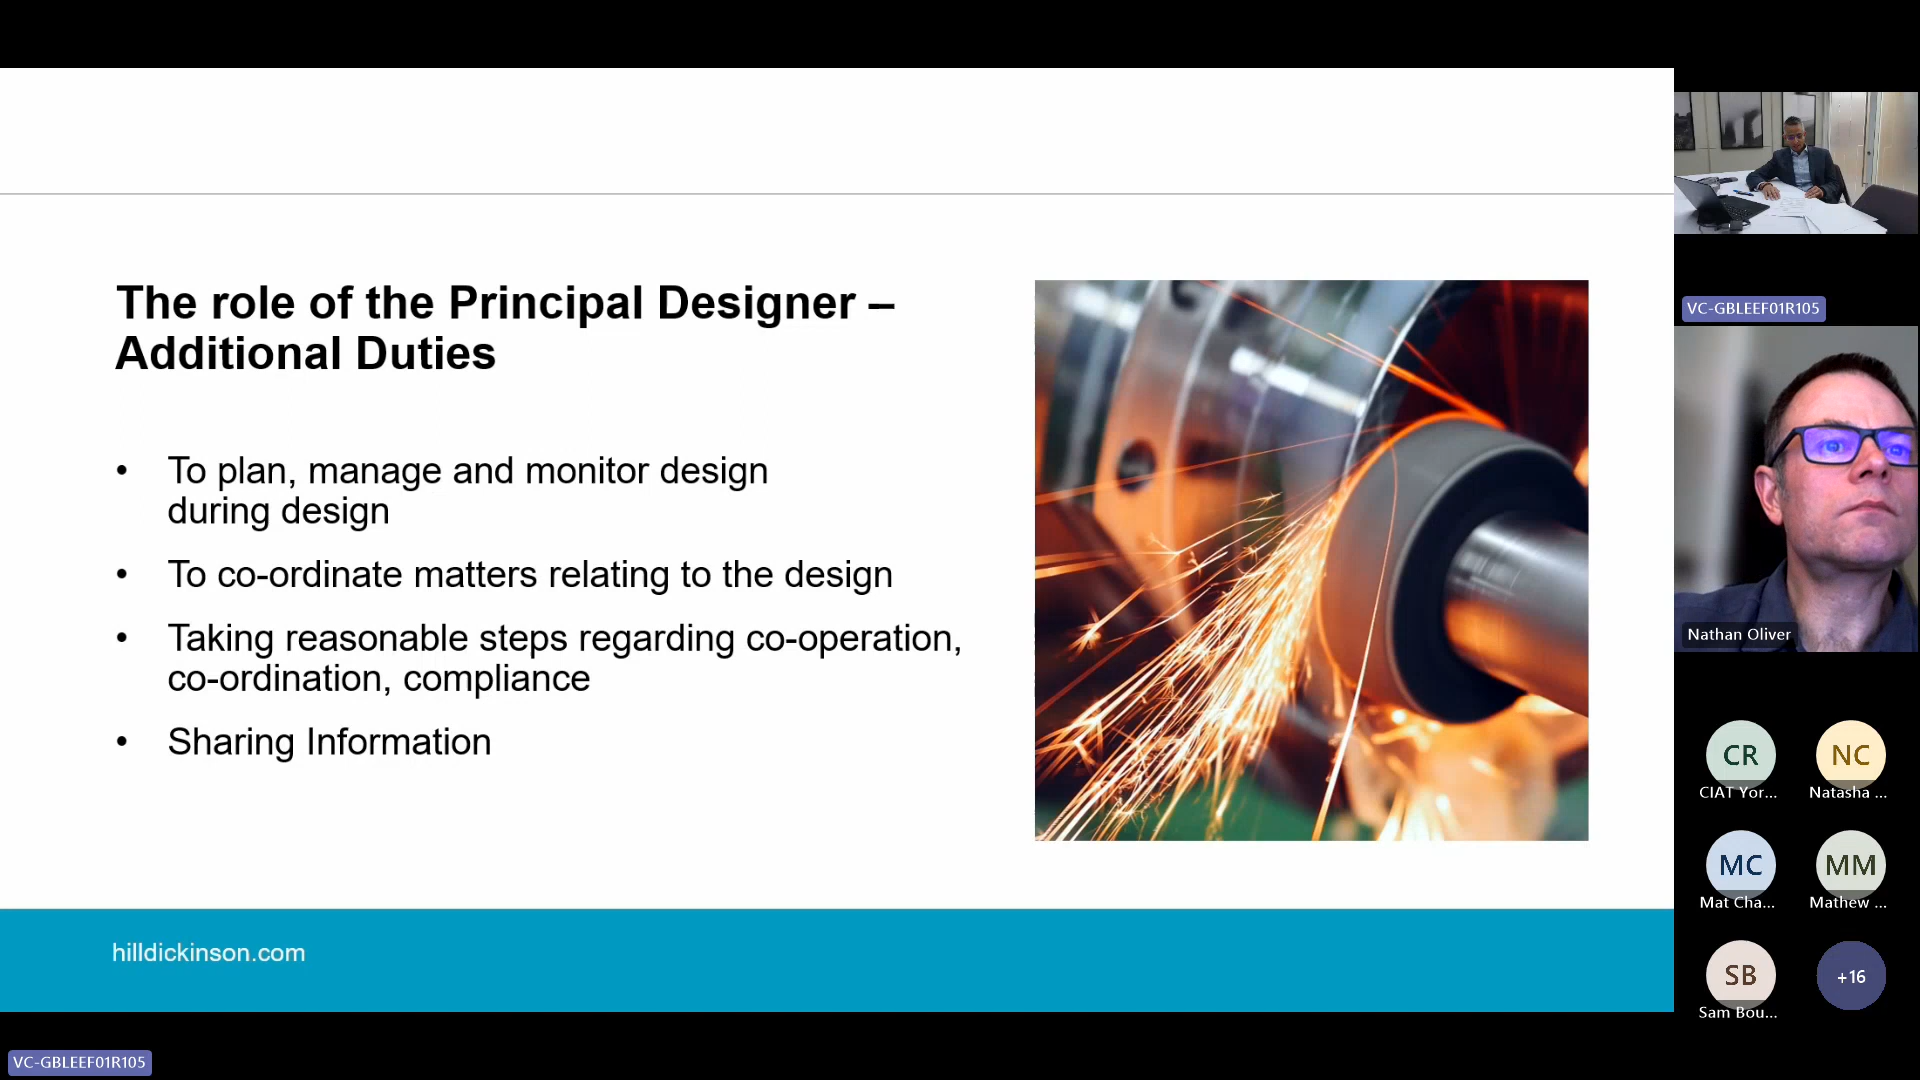 The role of the Principal Designer –
Additional Duties
• To plan, manage and monitor design
during design
• To co-ordinate matters relating to the design
• Taking reasonable steps regarding co-operation,
co-ordination, compliance
• Sharing Information
hilldickinson.com
VC-GBLEEF01R105
VC-GBLEEF01R105
Nathan Oliver
CR
NC
CIAT Yor...
Natasha ...
MC
MM
Mat Cha...
Mathew ...
SB
+16
Sam Bou...